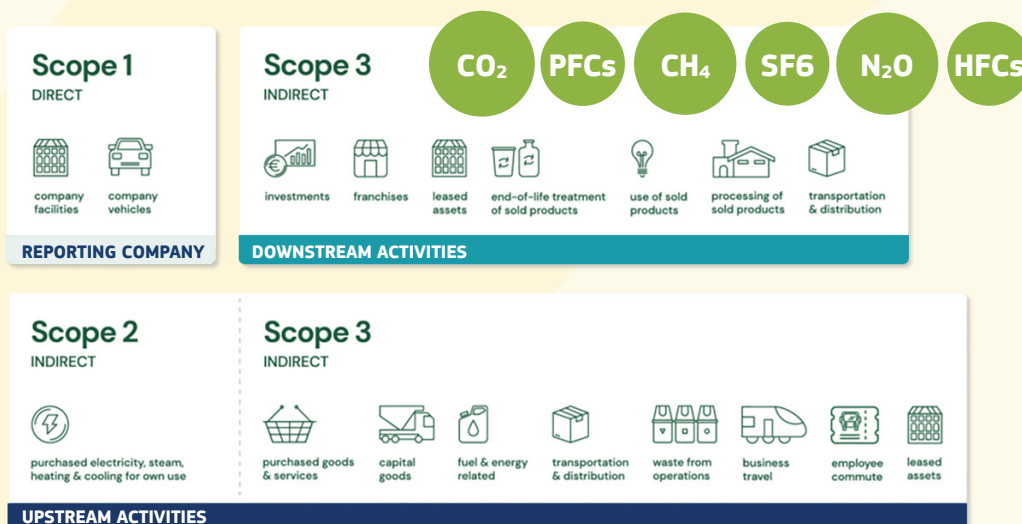 Scope 1
DIRECT
company
facilities
company
vehicles
REPORTING COMPANY
Scope 3
INDIRECT
CO₂
PFCs
CH₄
SF6
N₂O
HFCs
investments
franchises
leased
assets
end-of-life treatment
of sold products
use of sold
products
processing of
sold products
transportation
& distribution
DOWNSTREAM ACTIVITIES
Scope 2
INDIRECT
purchased electricity, steam,
heating & cooling for own use
Scope 3
INDIRECT
purchased goods
& services
capital
goods
fuel & energy
related
transportation
& distribution
waste from
operations
business
travel
employee
commute
leased
assets
UPSTREAM ACTIVITIES